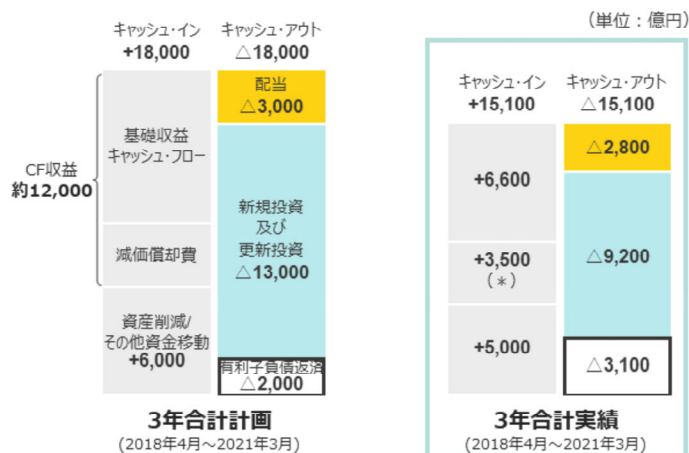 (単位：億円)
キャッシュ・イン
+18,000
キャッシュ・アウト
△18,000
CF収益
約12,000
基礎収益
キャッシュ・フロー
減価償却費
資産削減/
その他資金移動
+6,000
配当
△3,000
新規投資
及び
更新投資
△13,000
有利子負債返済
△2,000
3年合計計画
(2018年4月～2021年3月)
キャッシュ・イン
+15,100
キャッシュ・アウト
△15,100
+6,600
+3,500
(＊)
+5,000
△2,800
△9,200
△3,100
3年合計実績
(2018年4月～2021年3月)